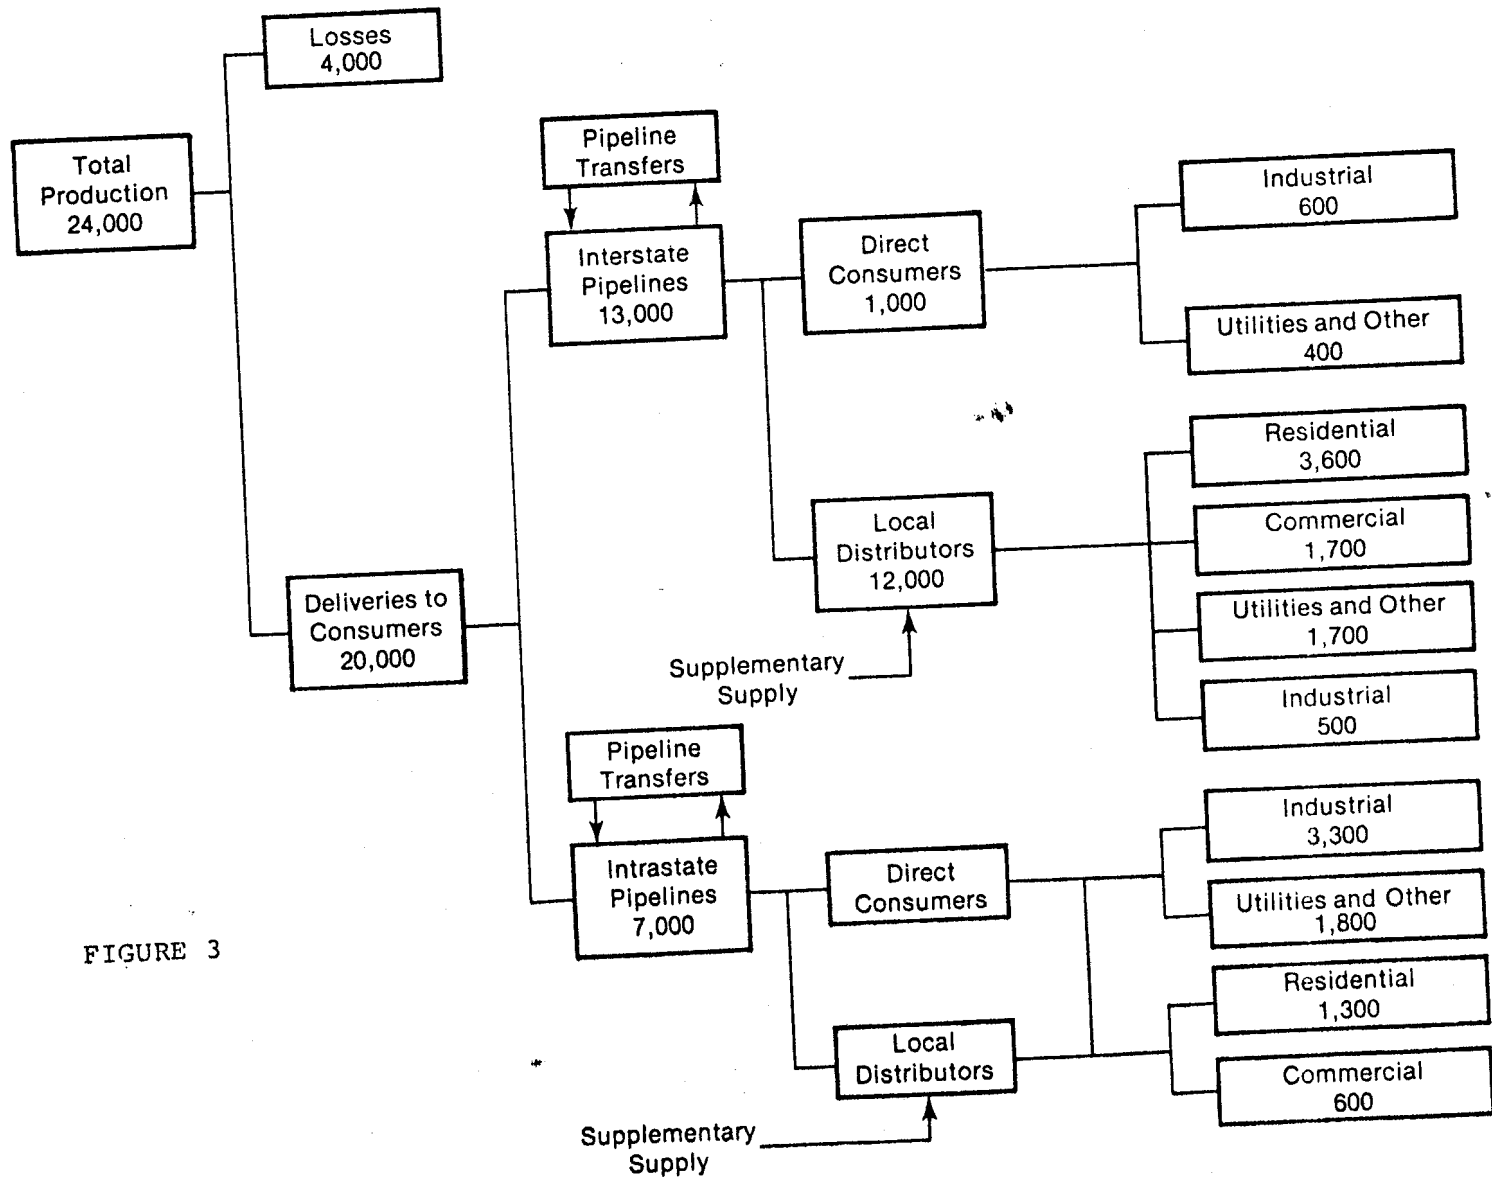 Losses
4,000
Total
Production
24,000
Pipeline
Transfers
Interstate
Pipelines
13,000
Direct
Consumers
1,000
Industrial
600
Utilities and Other
400
Residential
3,600
Local
Distributors
12,000
Commercial
1,700
Utilities and Other
1,700
Industrial
500
Deliveries to
Consumers
20,000
Supplementary
Supply
Pipeline
Transfers
Intrastate
Pipelines
7,000
Direct
Consumers
Industrial
3,300
Utilities and Other
1,800
Residential
1,300
Local
Distributors
Commercial
600
Supplementary
Supply
FIGURE 3